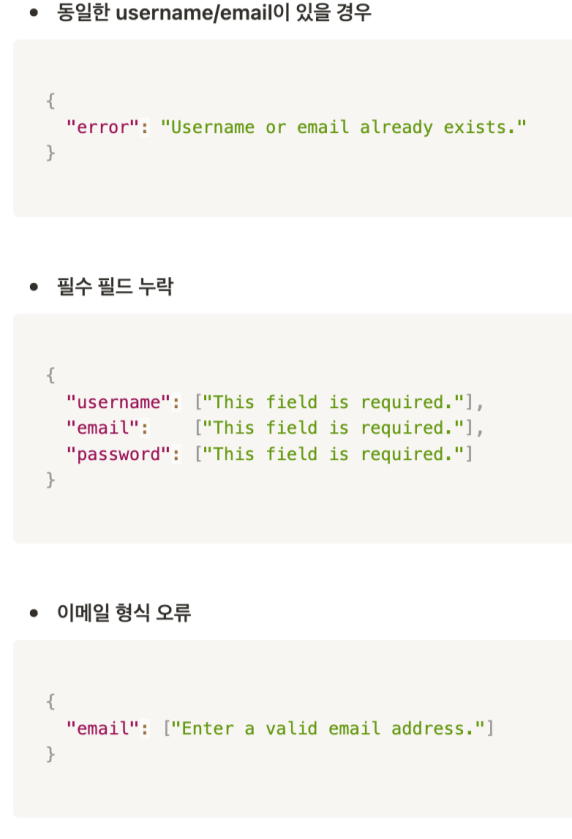 • 동일한 username/email이 있을 경우
{
  "error": "Username or email already exists."
}
• 필수 필드 누락
{
  "username": ["This field is required."],
  "email":    ["This field is required."],
  "password": ["This field is required."]
}
• 이메일 형식 오류
{
  "email": ["Enter a valid email address."]
}